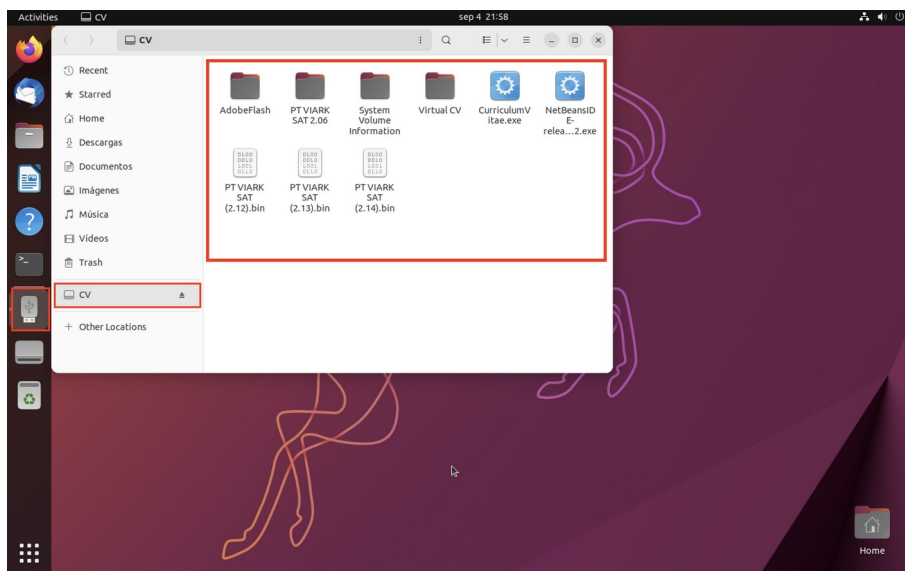 Activities
CV
sep 4 21:58
CV
Recent
Starred
Home
Descargas
Documentos
Imágenes
Música
Vídeos
Trash
CV
+ Other Locations
AdobeFlash
PT VIARK
SAT 2.06
System
Volume
Information
Virtual CV
CurriculumV
itae.exe
NetBeansID
E-
relea…2.exe
PT VIARK
SAT
(2.12).bin
PT VIARK
SAT
(2.13).bin
PT VIARK
SAT
(2.14).bin
Home